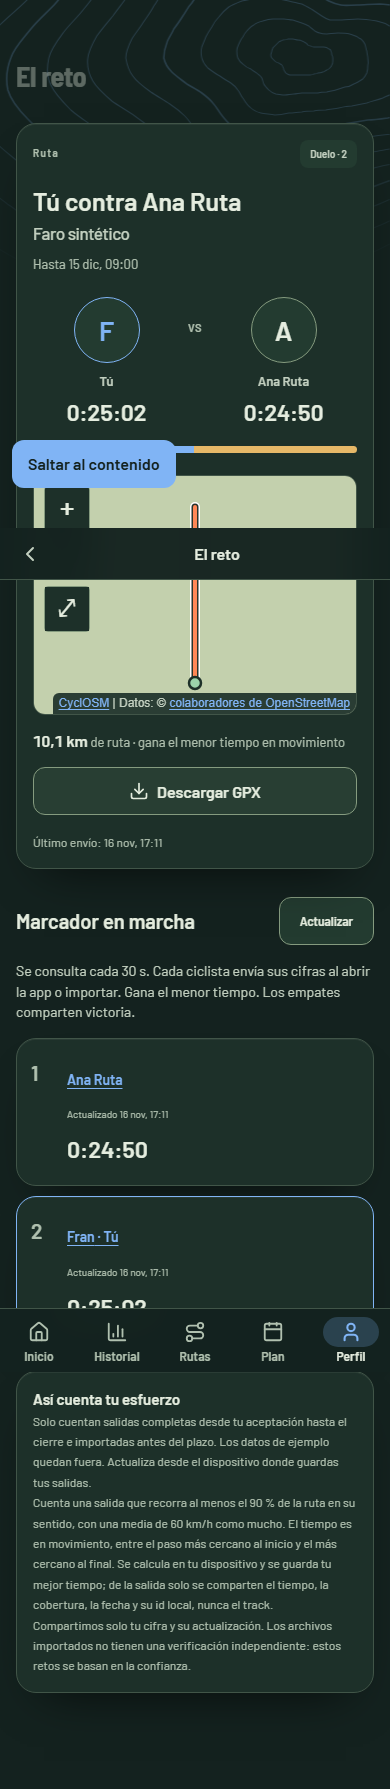 El reto
Ruta
Duelo · 2
Tú contra Ana Ruta
Faro sintético
Hasta 15 dic, 09:00
F
VS
A
Tú
Ana Ruta
0:25:02
0:24:50
Saltar al contenido
+
El reto
CyclOSM | Datos: © colaboradores de OpenStreetMap
10,1 km de ruta · gana el menor tiempo en movimiento
Descargar GPX
Último envío: 16 nov, 17:11
Marcador en marcha
Actualizar
Se consulta cada 30 s. Cada ciclista envía sus cifras al abrir
la app o importar. Gana el menor tiempo. Los empates
comparten victoria.
1
Ana Ruta
Actualizado 16 nov, 17:11
0:24:50
2
Fran · Tú
Actualizado 16 nov, 17:11
0:25:02
Inicio
Historial
Rutas
Plan
Perfil
Así cuenta tu esfuerzo
Solo cuentan salidas completas desde tu aceptación hasta el
cierre e importadas antes del plazo. Los datos de ejemplo
quedan fuera. Actualiza desde el dispositivo donde guardas
tus salidas.
Cuenta una salida que recorra al menos el 90 % de la ruta en su
sentido, con una media de 60 km/h como mucho. El tiempo es
en movimiento, entre el paso más cercano al inicio y el más
cercano al final. Se calcula en tu dispositivo y se guarda tu
mejor tiempo; de la salida solo se comparten el tiempo, la
cobertura, la fecha y su id local, nunca el track.
Compartimos solo tu cifra y su actualización. Los archivos
importados no tienen una verificación independiente: estos
retos se basan en la confianza.